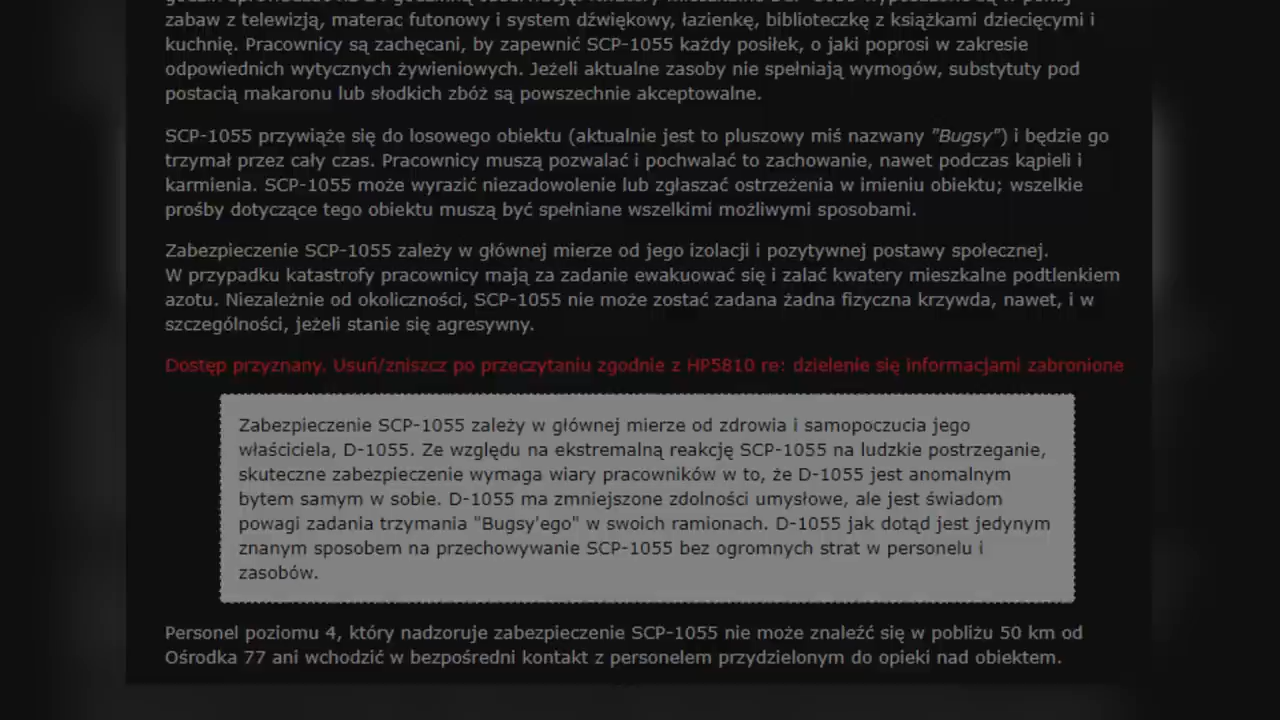 zabaw z telewizją, materac futonowy i system dźwiękowy, łazienkę, biblioteczkę z książkami dziecięcymi i
kuchnię. Pracownicy są zachęcani, by zapewnić SCP-1055 każdy posiłek, o jaki poprosi w zakresie
odpowiednich wytycznych żywieniowych. Jeżeli aktualne zasoby nie spełniają wymogów, substytuty pod
postacią makaronu lub słodkich zbóż są powszechnie akceptowalne.
SCP-1055 przywiąże się do losowego obiektu (aktualnie jest to pluszowy miś nazwany "Bugsy") i będzie go
trzymał przez cały czas. Pracownicy muszą pozwalać i pochwalać to zachowanie, nawet podczas kąpieli i
karmienia. SCP-1055 może wyrazić niezadowolenie lub zgłaszać ostrzeżenia w imieniu obiektu; wszelkie
prośby dotyczące tego obiektu muszą być spełniane wszelkimi możliwymi sposobami.
Zabezpieczenie SCP-1055 zależy w głównej mierze od jego izolacji i pozytywnej postawy społecznej.
W przypadku katastrofy pracownicy mają za zadanie ewakuować się i zalać kwatery mieszkalne podtlenkiem
azotu. Niezależnie od okoliczności, SCP-1055 nie może zostać zadana żadna fizyczna krzywda, nawet, i w
szczególności, jeżeli stanie się agresywny.
Dostęp przyznany. Usuń/zniszcz po przeczytaniu zgodnie z HP5810 re: dzielenie się informacjami zabronione
Zabezpieczenie SCP-1055 zależy w głównej mierze od zdrowia i samopoczucia jego
właściciela, D-1055. Ze względu na ekstremalną reakcję SCP-1055 na ludzkie postrzeganie,
skuteczne zabezpieczenie wymaga wiary pracowników w to, że D-1055 jest anomalnym
bytem samym w sobie. D-1055 ma zmniejszone zdolności umysłowe, ale jest świadom
powagi zadania trzymania "Bugsy'ego" w swoich ramionach. D-1055 jak dotąd jest jedynym
znanym sposobem na przechowywanie SCP-1055 bez ogromnych strat w personelu i
zasobów.
Personel poziomu 4, który nadzoruje zabezpieczenie SCP-1055 nie może znaleźć się w pobliżu 50 km od
Ośrodka 77 ani wchodzić w bezpośredni kontakt z personelem przydzielonym do opieki nad obiektem.